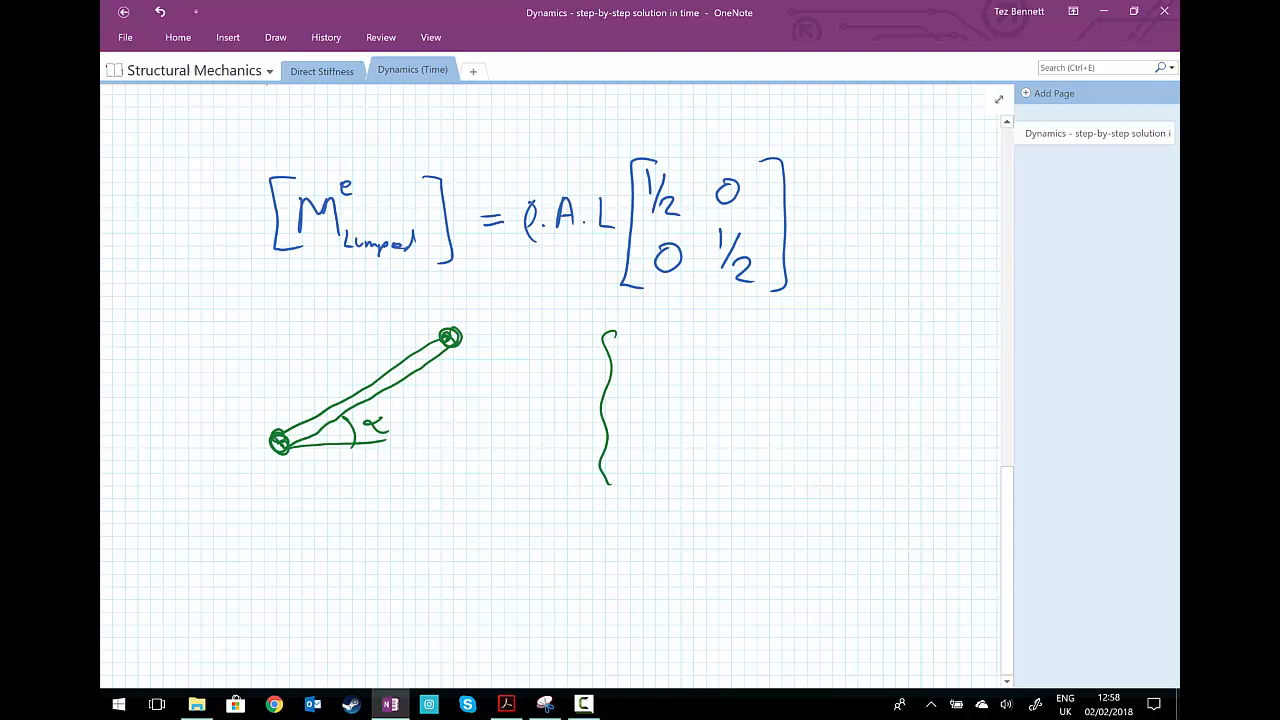 Dynamics - step-by-step solution in time - OneNote
Tez Bennett
File Home Insert Draw History Review View
Structural Mechanics
Direct Stiffness
Dynamics (Time)
Search (Ctrl+E)
Add Page
Dynamics - step-by-step solution i
[M^e Lumped] = ρ.A.L [1/2 0
0 1/2]
α
ENG
UK
12:58
02/02/2018